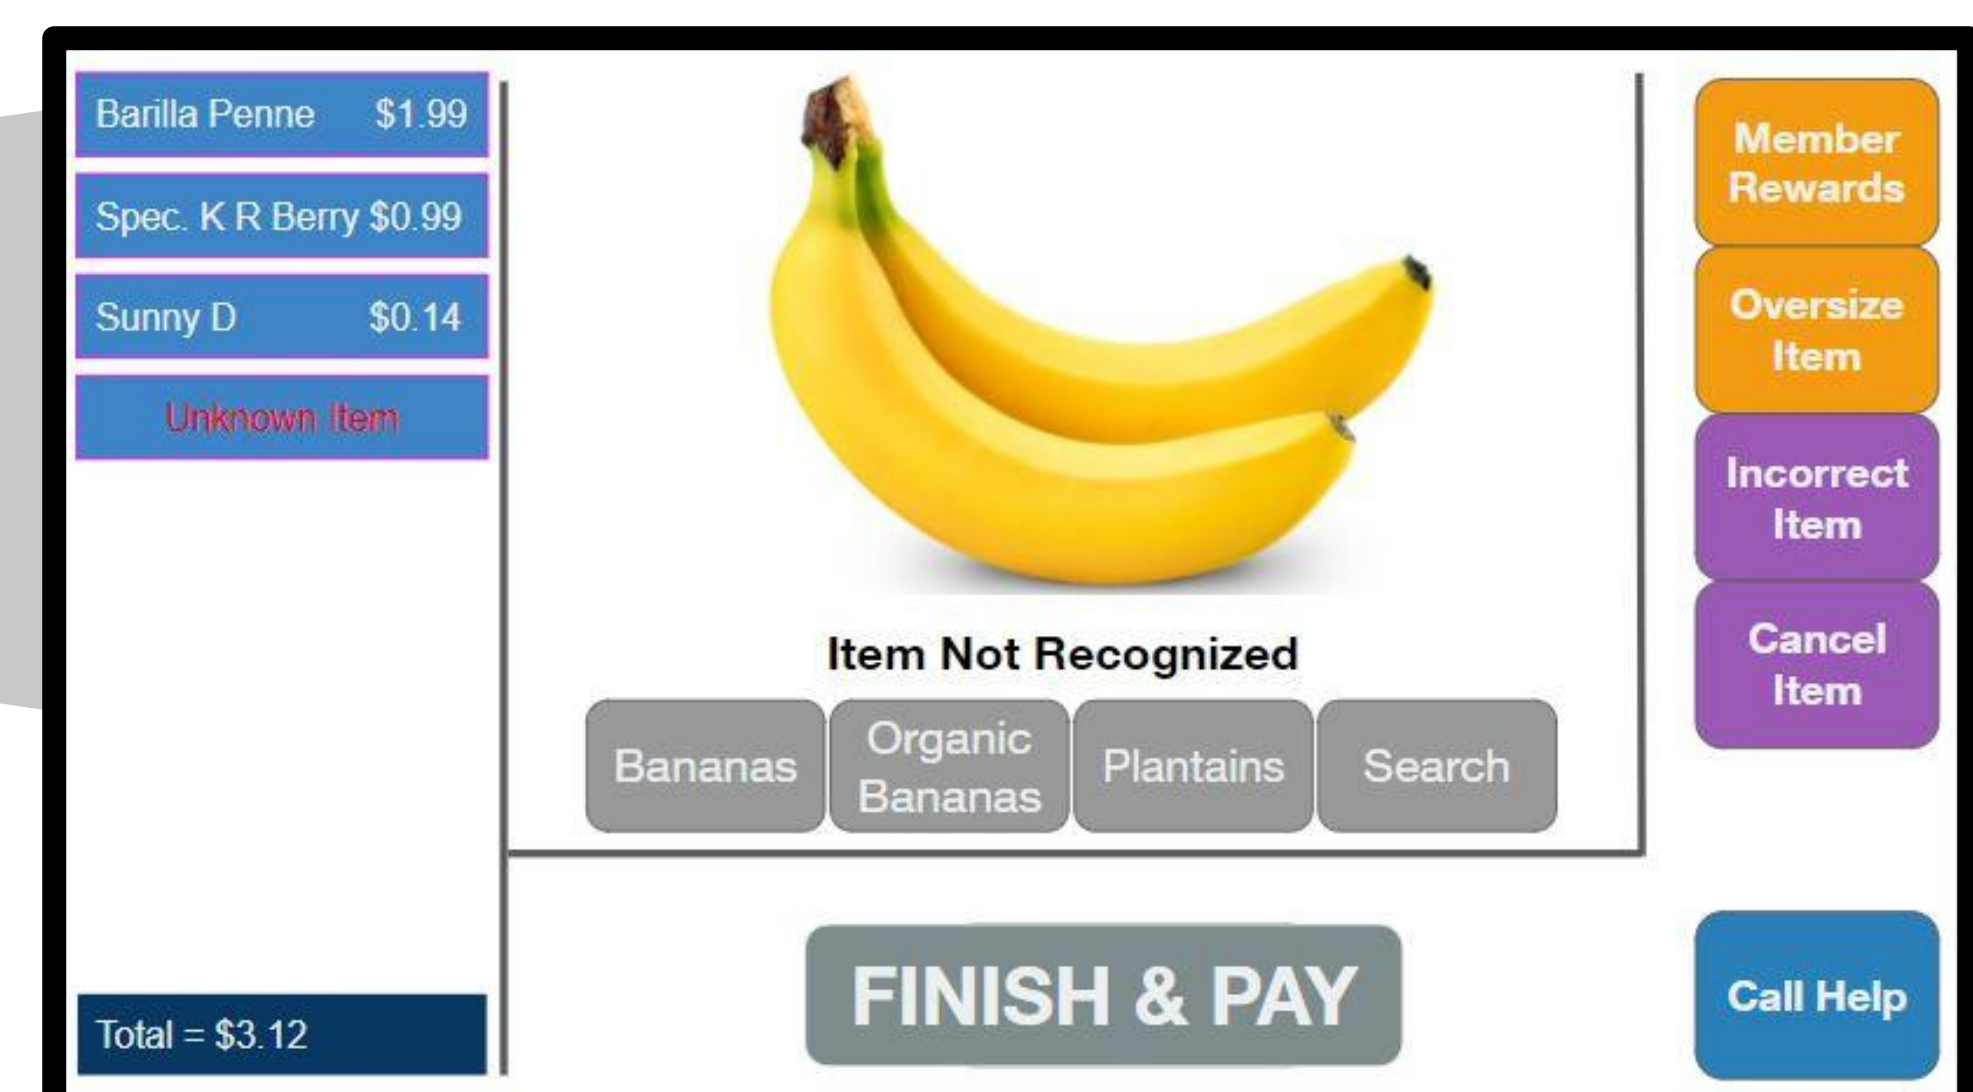 Barilla Penne $1.99
Spec. K R Berry $0.99
Sunny D $0.14
Unknown Item
Total = $3.12
Item Not Recognized
Bananas
Organic
Bananas
Plantains
Search
FINISH & PAY
Member
Rewards
Oversize
Item
Incorrect
Item
Cancel
Item
Call Help